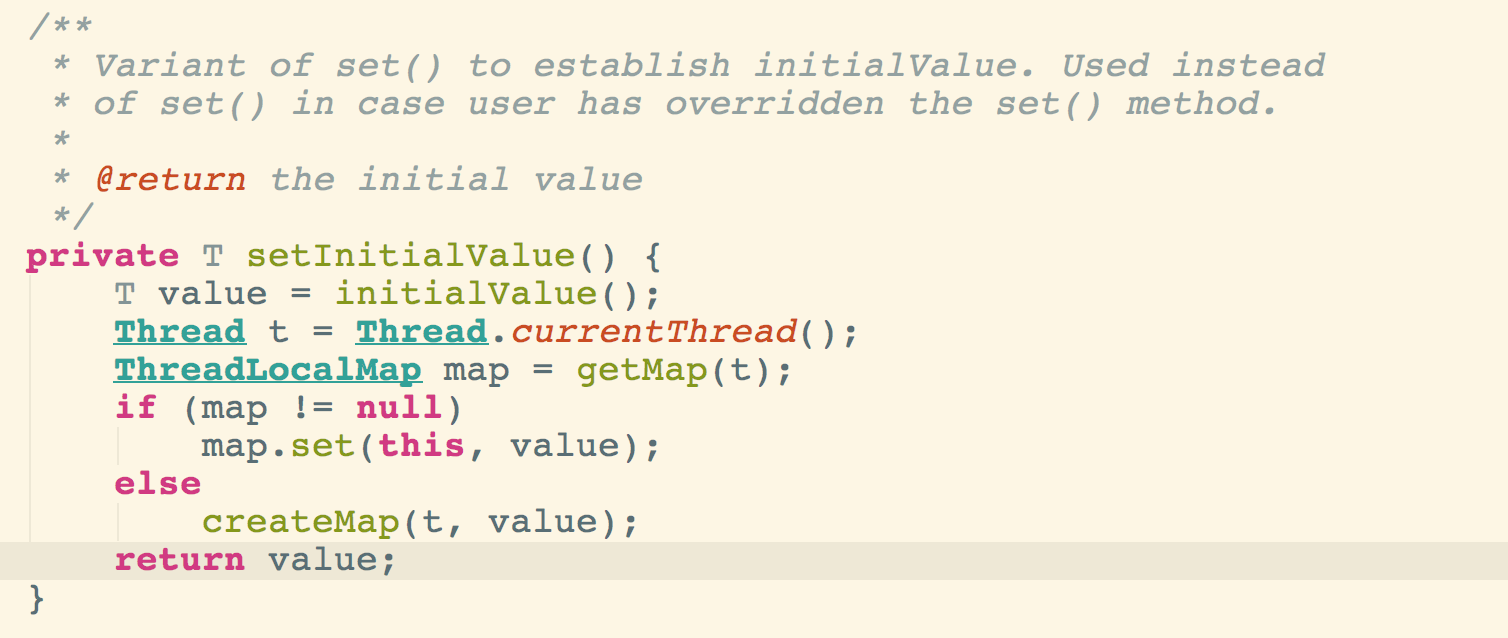 /**
 * Variant of set() to establish initialValue. Used instead
 * of set() in case user has overridden the set() method.
 *
 * @return the initial value
 */
private T setInitialValue() {
    T value = initialValue();
    Thread t = Thread.currentThread();
    ThreadLocalMap map = getMap(t);
    if (map != null)
        map.set(this, value);
    else
        createMap(t, value);
    return value;
}